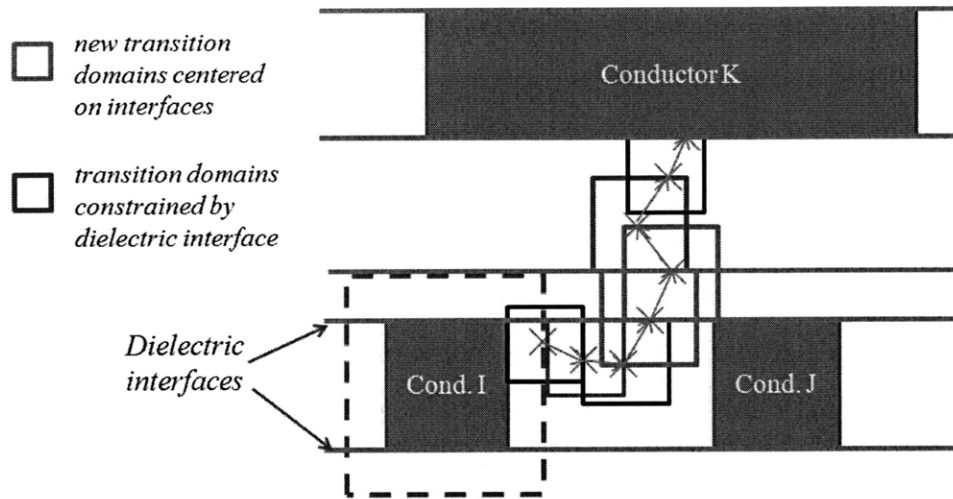 new transition
domains centered
on interfaces
transition domains
constrained by
dielectric interface
Conductor K
Dielectric
interfaces
Cond. I
Cond. J